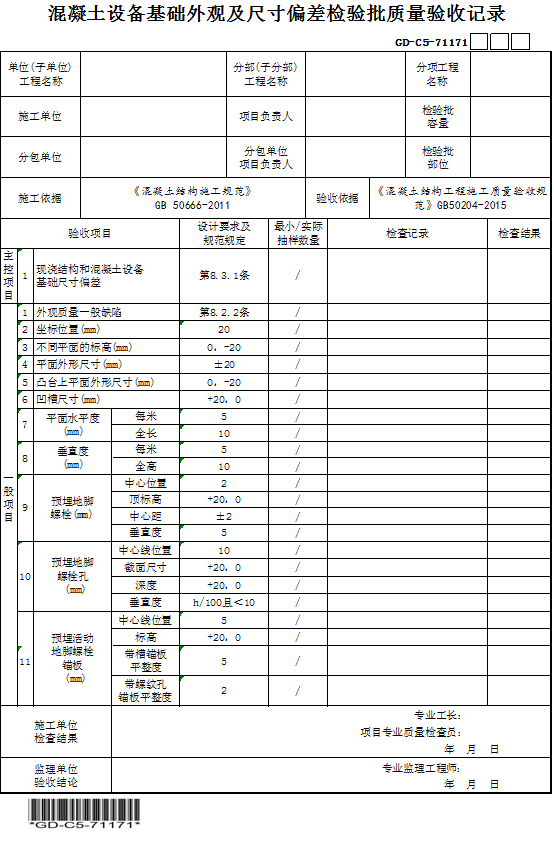 混凝土设备基础外观及尺寸偏差检验批质量验收记录
GD-C5-71171
单位(子单位)
工程名称
分部(子分部)
工程名称
分项工程
名称
施工单位
项目负责人
检验批
容量
分包单位
分包单位
项目负责人
检验批
部位
施工依据
《混凝土结构施工规范》
GB 50666-2011
验收依据
《混凝土结构工程施工质量验收规
范》GB50204-2015
验收项目
设计要求及
规范规定
最小/实际
抽样数量
检查记录
检查结果
主控项目
1
现浇结构和混凝土设备
基础尺寸偏差
第8.3.1条
/
一般项目
1 外观质量一般缺陷 第8.2.2条 /
2 坐标位置(mm) 20 /
3 不同平面的标高(mm) 0, -20 /
4 平面外形尺寸(mm) ±20 /
5 凸台上平面外形尺寸(mm) 0, -20 /
6 凹槽尺寸(mm) +20, 0 /
7
平面水平度
(mm)
每米 5 /
全长 10 /
8
垂直度
(mm)
每米 5 /
全高 10 /
9
预埋地脚
螺栓(mm)
中心位置 2 /
顶标高 +20, 0 /
中心距 ±2 /
垂直度 5 /
10
预埋地脚
螺栓孔
(mm)
中心线位置 10 /
截面尺寸 +20, 0 /
深度 +20, 0 /
垂直度 h/100且<10 /
11
预埋活动
地脚螺栓
锚板
(mm)
中心线位置 5 /
标高 +20, 0 /
带槽锚板
平整度
5 /
带螺纹孔
锚板平整度
2 /
施工单位
检查结果
专业工长:
项目专业质量检查员:
年 月 日
监理单位
验收结论
专业监理工程师:
年 月 日
*GD-C5-71171*